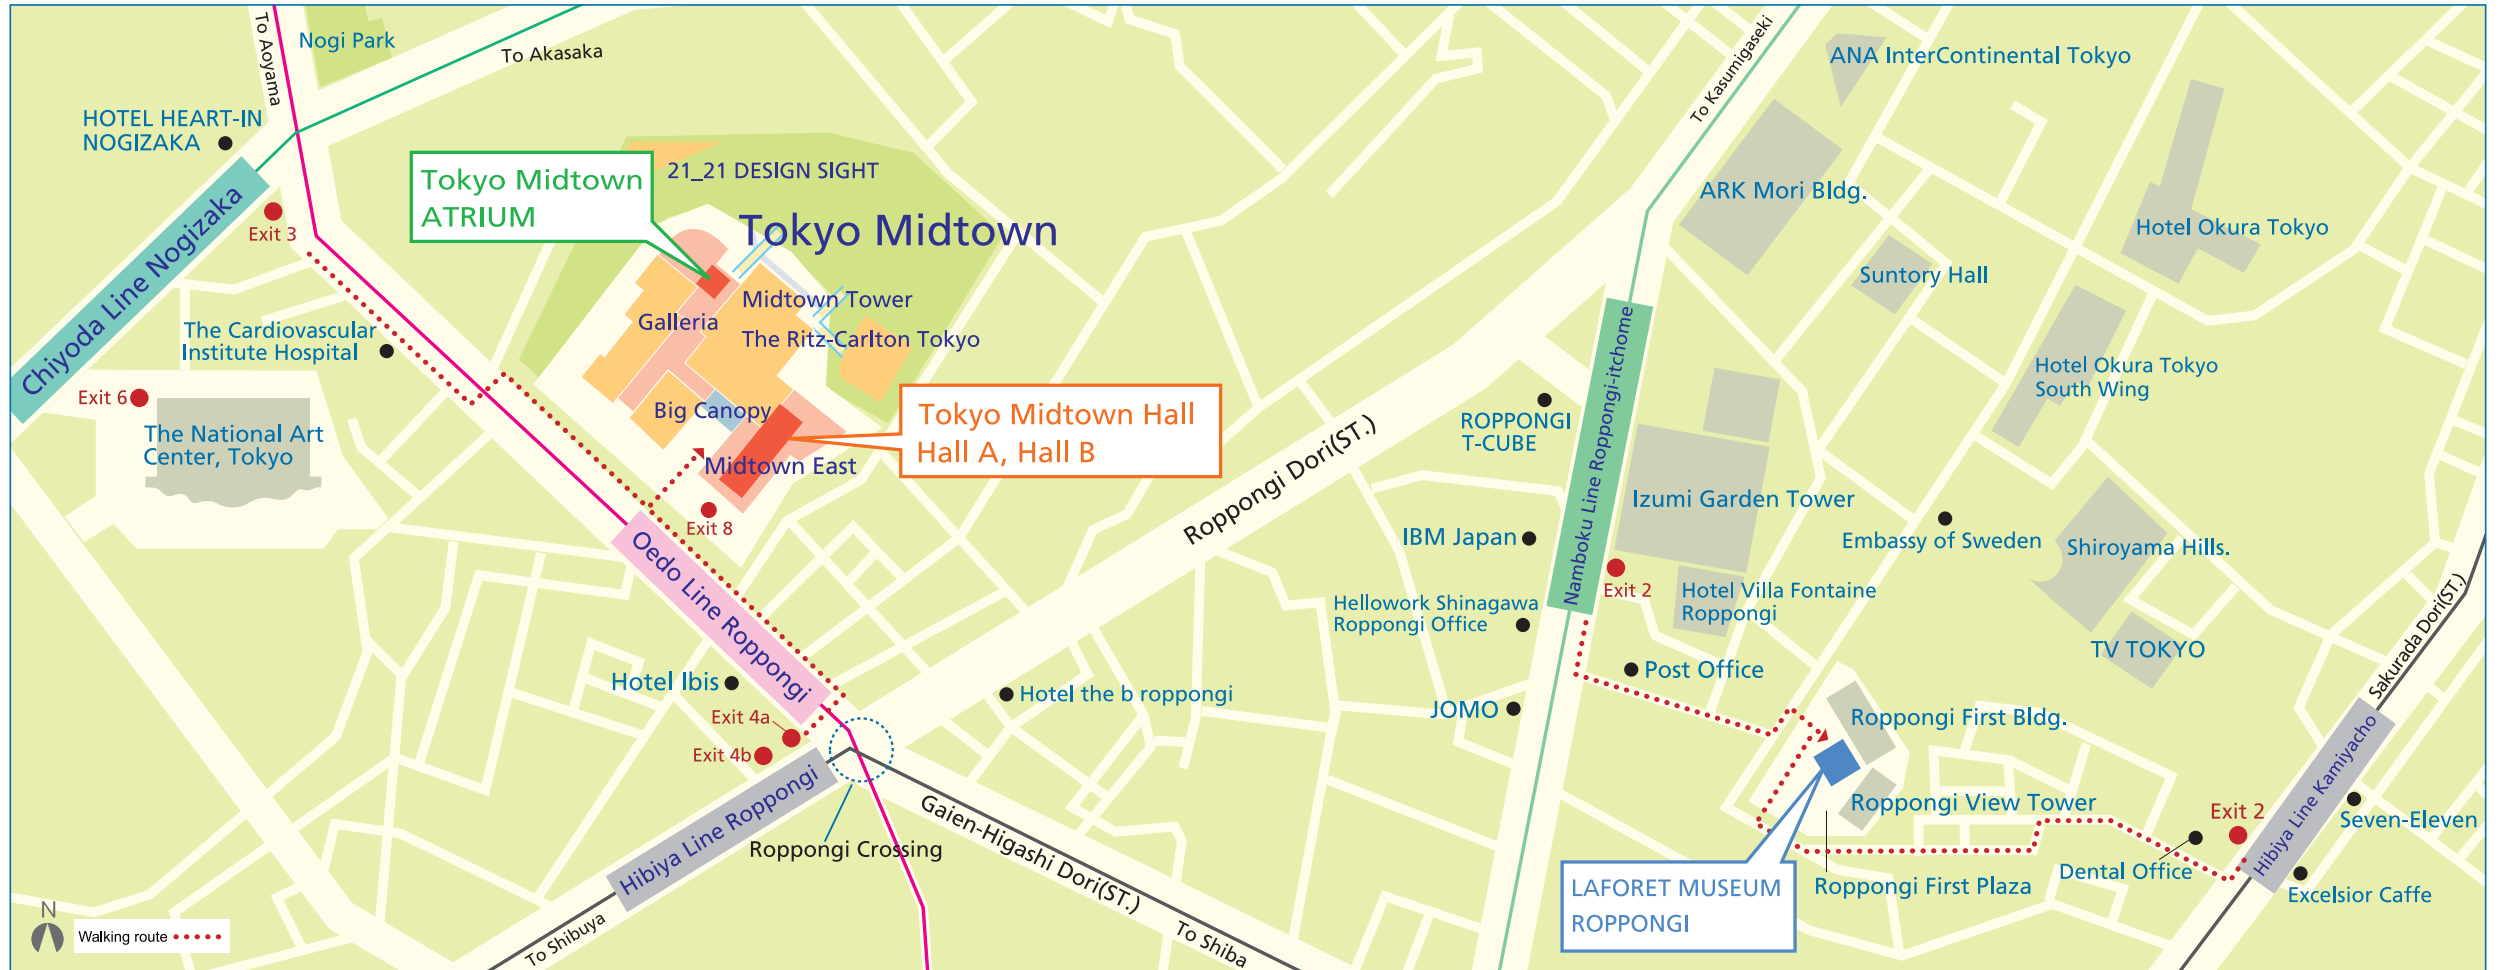 To Aoyama
Nogi Park
To Akasaka
To Kasumigaseki
ANA InterContinental Tokyo
HOTEL HEART-IN
NOGIZAKA
Chiyoda Line Nogizaka
Exit 3
Tokyo Midtown
ATRIUM
21_21 DESIGN SIGHT
Tokyo Midtown
ARK Mori Bldg.
Hotel Okura Tokyo
Suntory Hall
Midtown Tower
Galleria
The Ritz-Carlton Tokyo
The Cardiovascular
Institute Hospital
Namboku Line Roppongi-itchome
Hotel Okura Tokyo
South Wing
Exit 6
The National Art
Center, Tokyo
Big Canopy
Tokyo Midtown Hall
Hall A, Hall B
Midtown East
Roppongi Dori(ST.)
ROPPONGI
T-CUBE
Izumi Garden Tower
Exit 8
IBM Japan
Embassy of Sweden
Shiroyama Hills.
Oedo Line Roppongi
Exit 2
Hotel Villa Fontaine
Roppongi
Hellowork Shinagawa
Roppongi Office
TV TOKYO
Sakurada Dori(ST.)
Post Office
Hotel Ibis
Hotel the b roppongi
JOMO
Exit 4a
Exit 4b
Roppongi First Bldg.
Hibiya Line Kamiyacho
Roppongi View Tower
Exit 2
Seven-Eleven
Hibiya Line Roppongi
Roppongi Crossing
Gaien-Higashi Dori(ST.)
LAFORET MUSEUM
ROPPONGI
Roppongi First Plaza
Dental Office
Excelsior Caffe
N
Walking route
To Shibuya
To Shiba